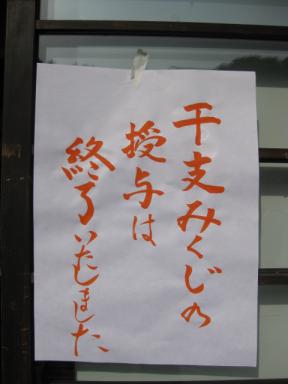 干支みくじの
授与は
終了いたしました